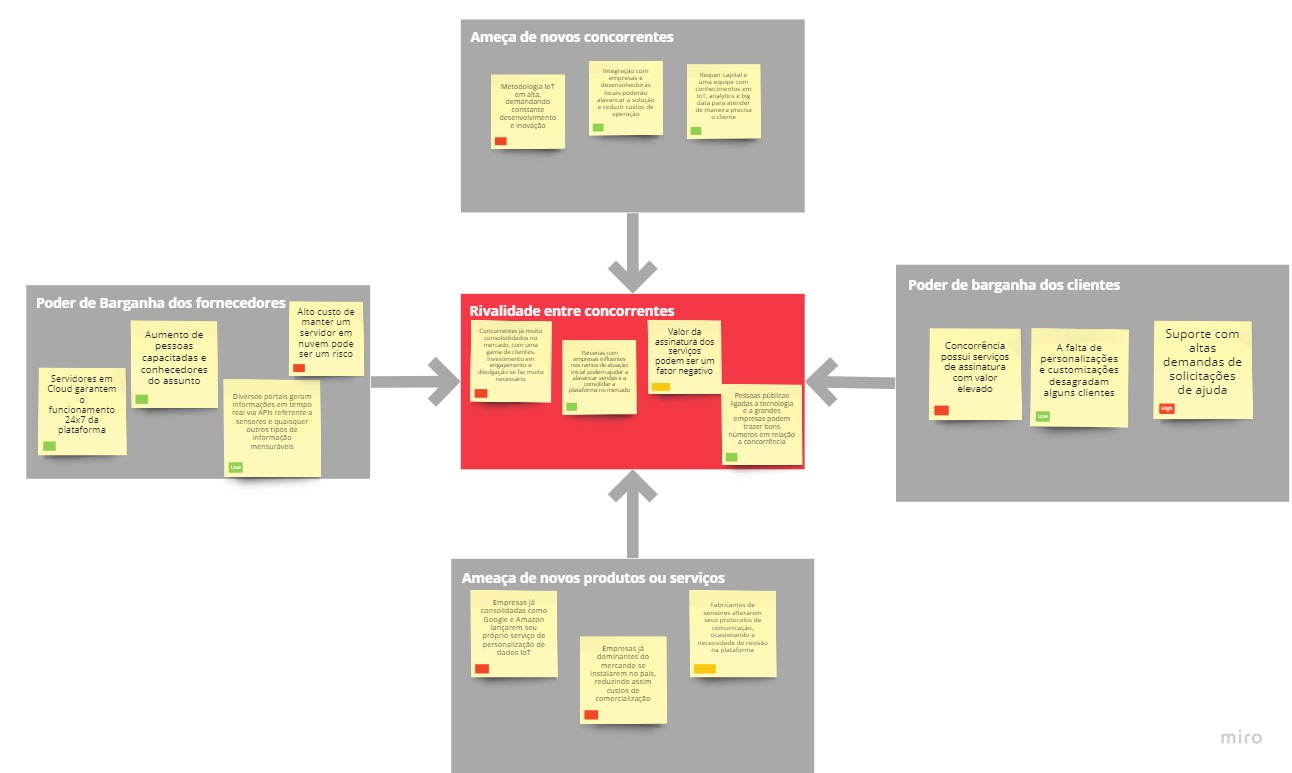 Ameça de novos concorrentes
Metodologia IoT
em alta,
demandando
constante
desenvolvimento
e inovação
Integração com
empresas e
desenvolvedoras
locais poderão
alavancar a solução
e reduzir custos de
operação
Requer capital e
uma equipe com
conhecimentos em
IoT, analytics e big
data para atender
de maneira precisa
o cliente
Poder de Barganha dos fornecedores
Servidores em
Cloud garantem
o
funcionamento
24x7 da
plataforma
Aumento de
pessoas
capacitadas e
conhecedores
do assunto
Diversos portais geram
informações em tempo
real via APIs referente a
sensores e quaisquer
outros tipos de
informação
mensuráveis
Low
Alto custo de
manter um
servidor em
nuvem pode
ser um risco
Rivalidade entre concorrentes
Concorrentes já muito
consolodidados no
mercado, com uma
gama de clientes.
Investimento em
engajamento e
divulgação se faz muito
necessário
Parcerias com
empresas influentes
nos ramos de atuação
inicial podem ajudar a
alavancar vendas e a
consolidar a
plataforma no mercado
Valor da
assinatura dos
serviços
podem ser um
fator negativo
Pessoas públicas
ligadas a tecnologia
e a grandes
empresas podem
trazer bons
números em relação
a concorrência
Poder de barganha dos clientes
Concorrência
possui serviços
de assinatura
com valor
elevado
A falta de
personalizações
e customizações
desagradam
alguns clientes
Low
Suporte com
altas
demandas de
solicitações
de ajuda
High
Ameaça de novos produtos ou serviços
Empresas já
consolidadas como
Google e Amazon
lançarem seu
próprio serviço de
personalização de
dados IoT
Empresas já
dominantes do
mercando se
instalarem no país,
reduzindo assim
custos de
comercialização
Fabricantes de
sensores alterarem
seus protocolos de
comunicação,
ocasionando a
necessidade de revisão
na plataforma
miro